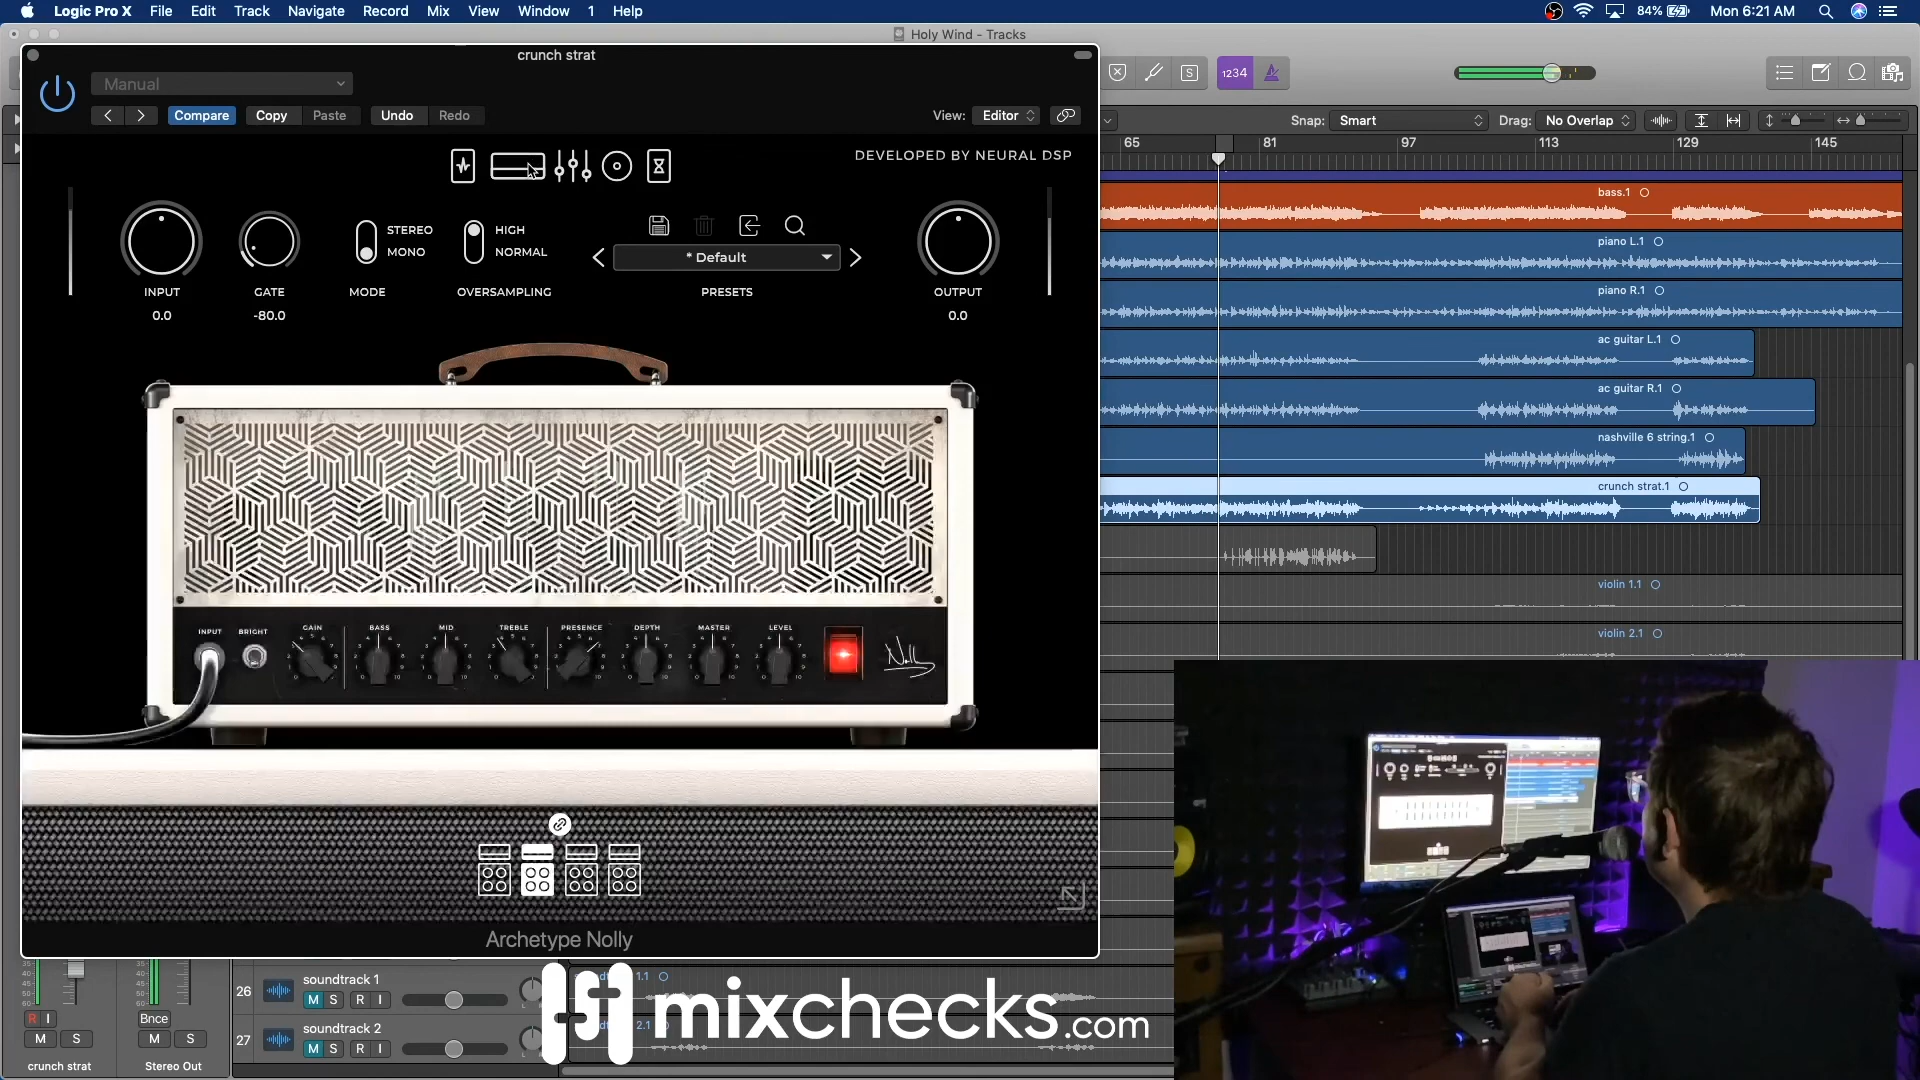 Logic Pro X File Edit Track Navigate Record Mix View Window 1 Help
84% Mon 6:21 AM
Holy Wind - Tracks
crunch strat
Manual
Compare Copy Paste Undo Redo
View: Editor
S 1234
Snap: Smart Drag: No Overlap
65 81 97 113 129 145
DEVELOPED BY NEURAL DSP
STEREO
MONO
HIGH
NORMAL
* Default
INPUT GATE MODE OVERSAMPLING PRESETS OUTPUT
0.0 -80.0 0.0
bass.1
piano L.1
piano R.1
ac guitar L.1
ac guitar R.1
nashville 6 string.1
crunch strat.1
violin 1.1
violin 2.1
INPUT BRIGHT GAIN BASS MID TREBLE PRESENCE DEPTH MASTER LEVEL
Nolly
Archetype Nolly
26 soundtrack 1
M S R I
27 soundtrack 2
M S R I
R I Bnce
M S M S
crunch strat Stereo Out
mixchecks.com